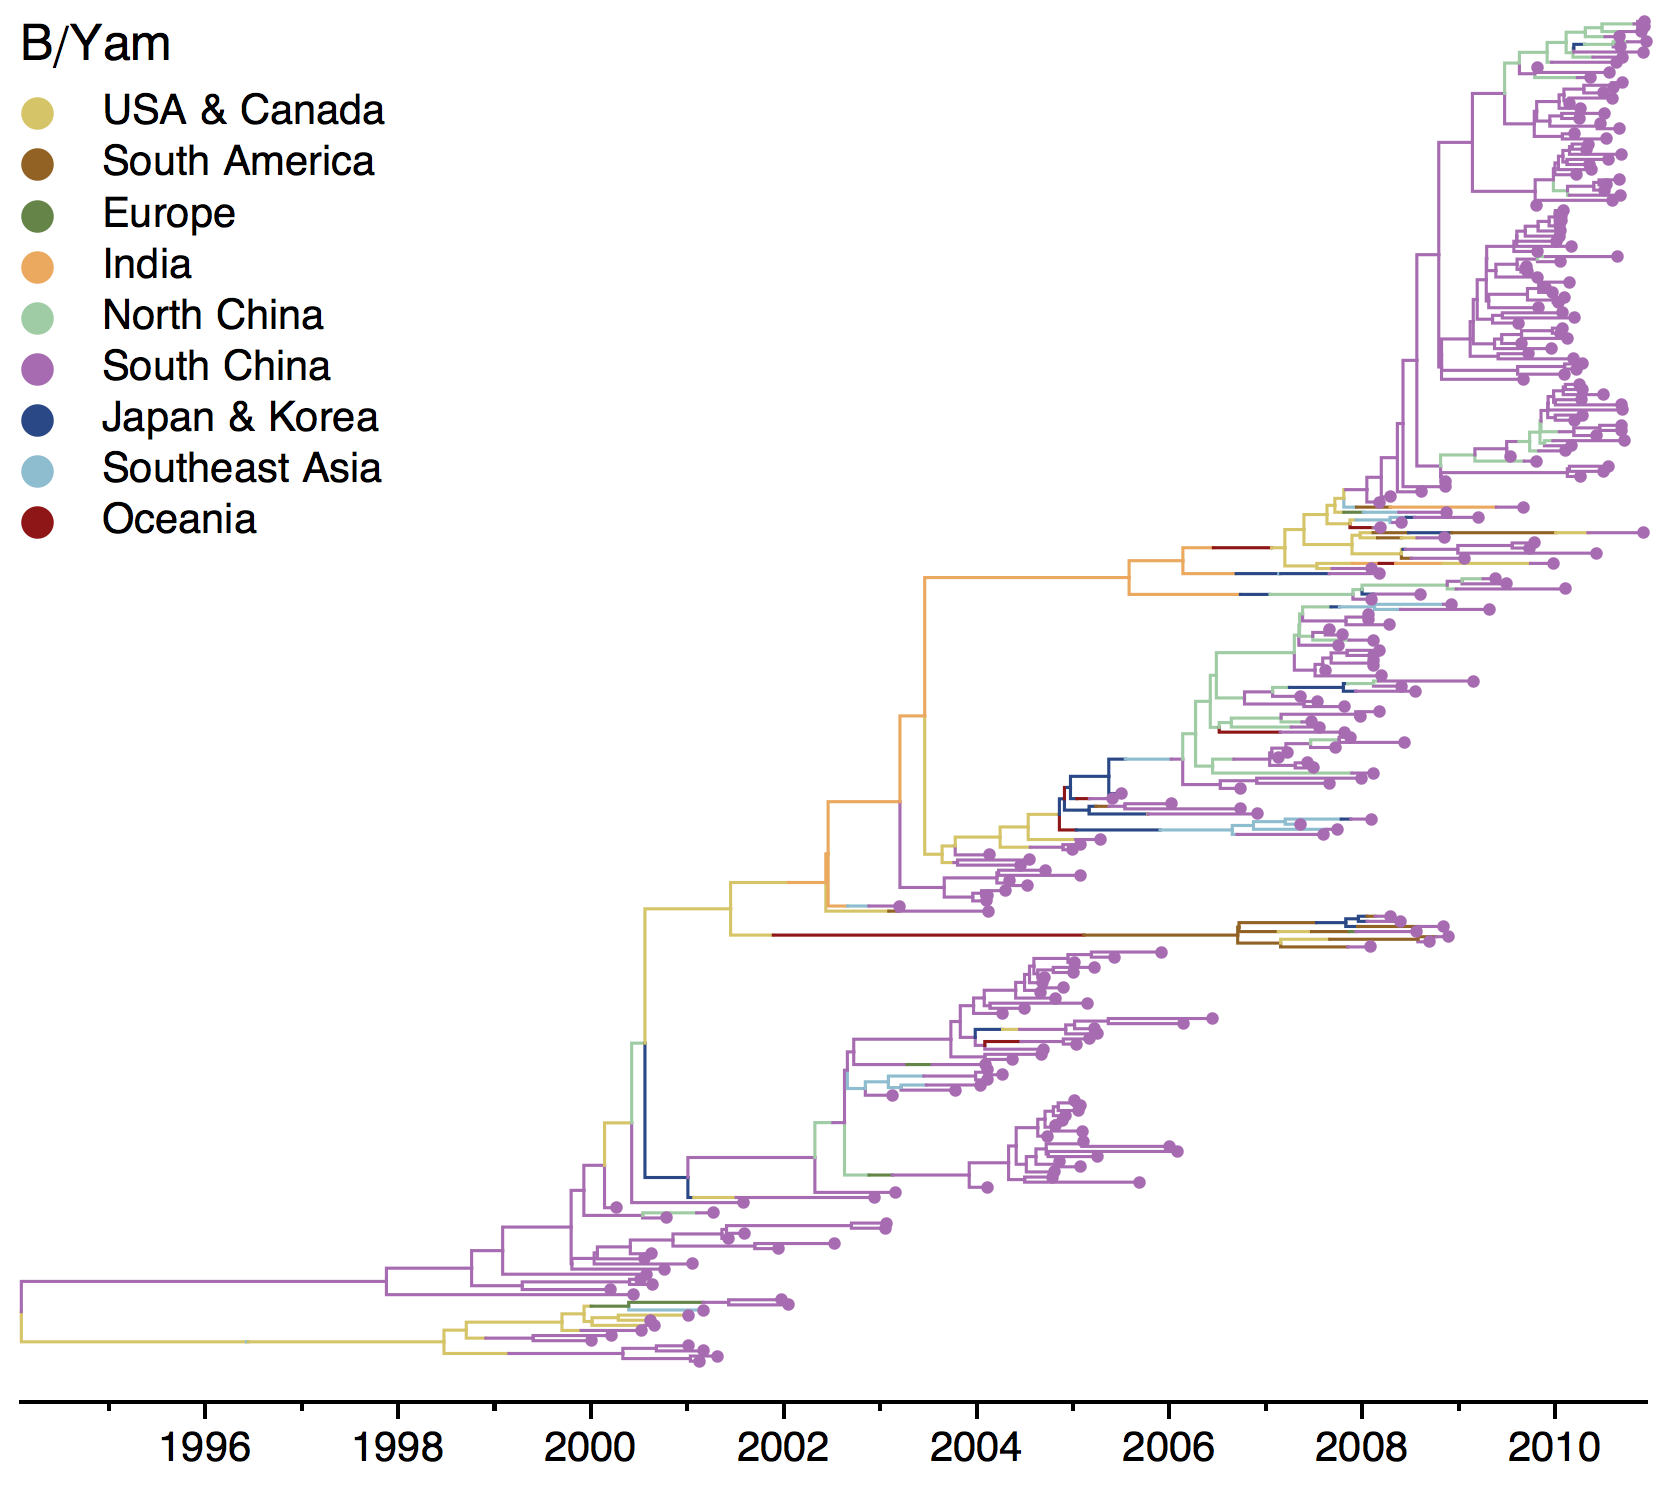 B/Yam
USA & Canada
South America
Europe
India
North China
South China
Japan & Korea
Southeast Asia
Oceania
1996 1998 2000 2002 2004 2006 2008 2010